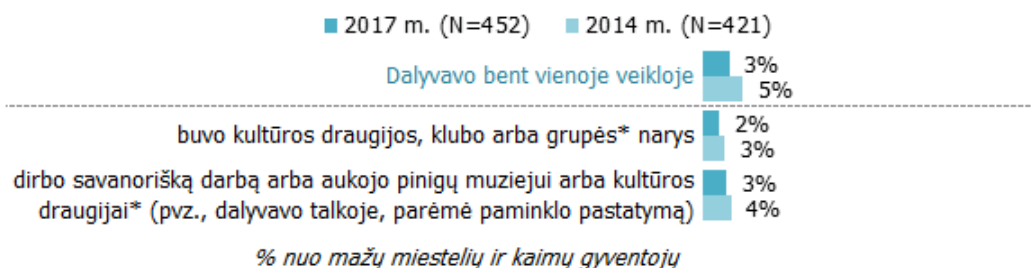 2017 m. (N=452) 2014 m. (N=421)
Dalyvavo bent vienoje veikloje 3%
5%
buvo kultūros draugijos, klubo arba grupės* narys 2%
3%
dirbo savanorišką darbą arba aukojo pinigų muziejui arba kultūros 3%
draugijai* (pvz., dalyvavo talkoje, parėmė paminklo pastatymą) 4%
% nuo mažų miestelių ir kaimų gyventojų